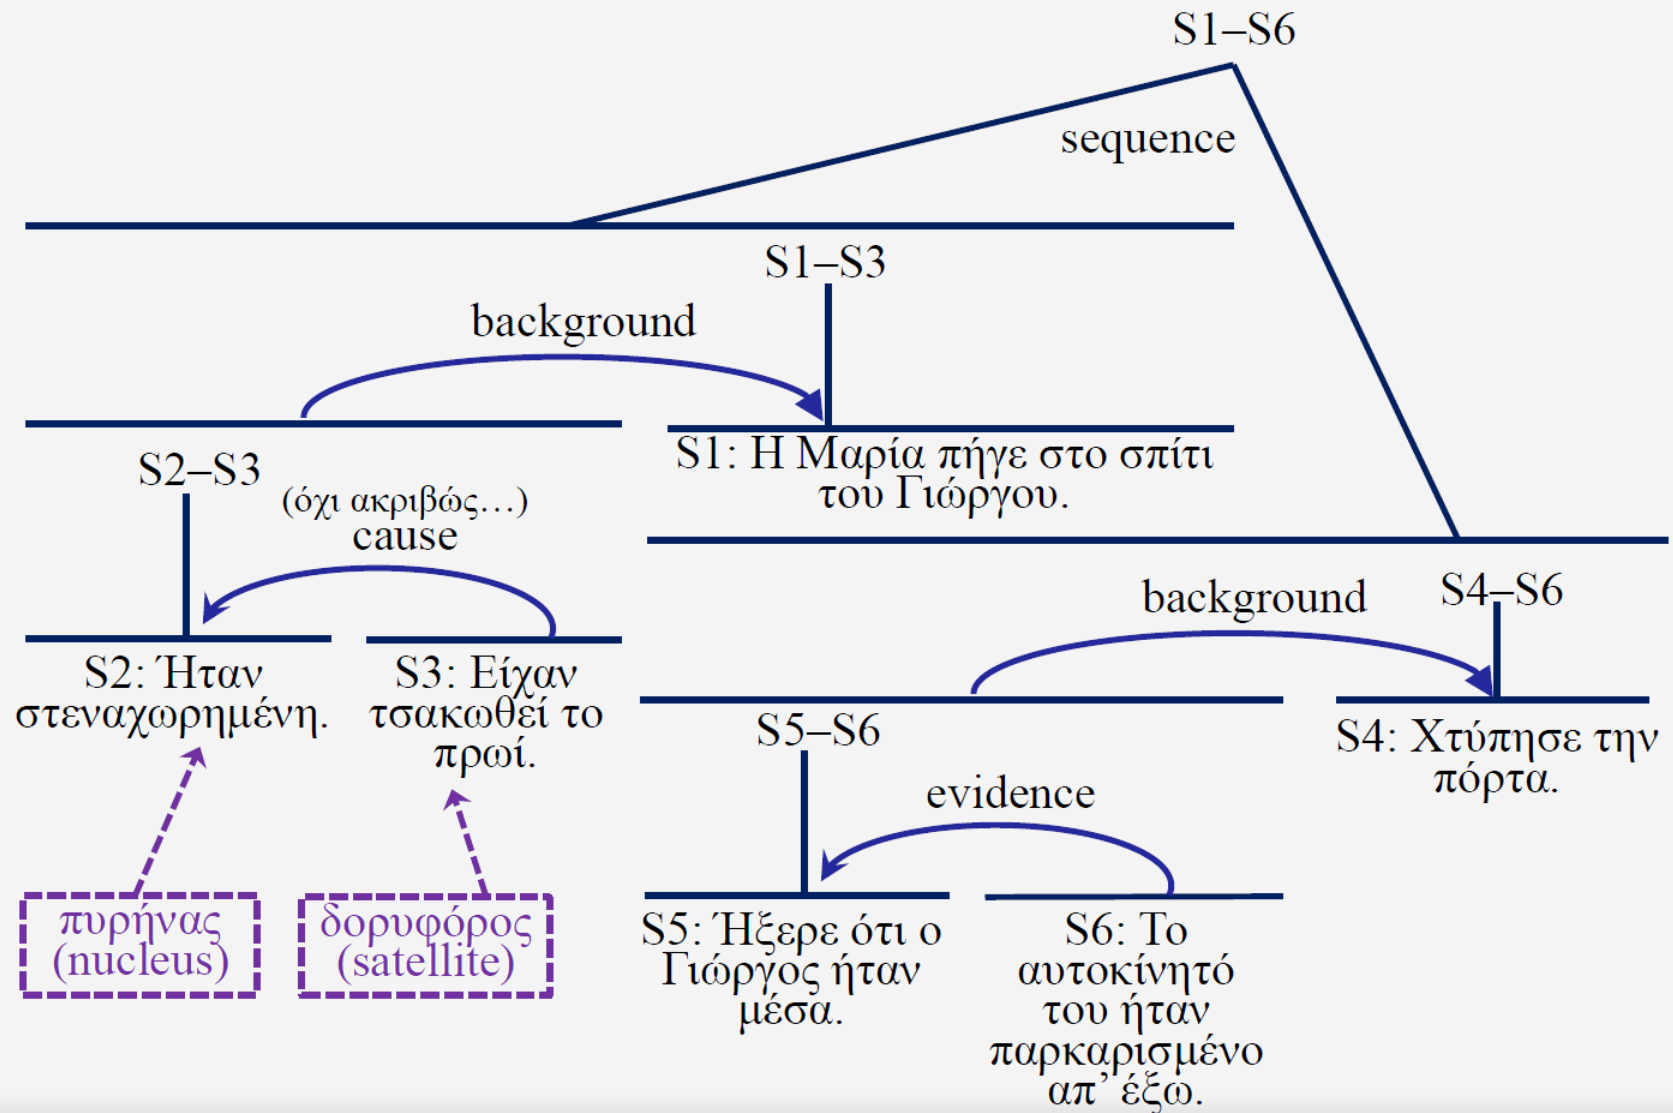 S1–S6
sequence
S1–S3
background
S2–S3
(όχι ακριβώς…)
cause
S1: Η Μαρία πήγε στο σπίτι
του Γιώργου.
S4–S6
background
S2: Ήταν
στεναχωρημένη.
S3: Είχαν
τσακωθεί το
πρωί.
S5–S6
S4: Χτύπησε την
πόρτα.
evidence
πυρήνας
(nucleus)
δορυφόρος
(satellite)
S5: Ήξερε ότι ο
Γιώργος ήταν
μέσα.
S6: Το
αυτοκίνητό
του ήταν
παρκαρισμένο
απ’ έξω.